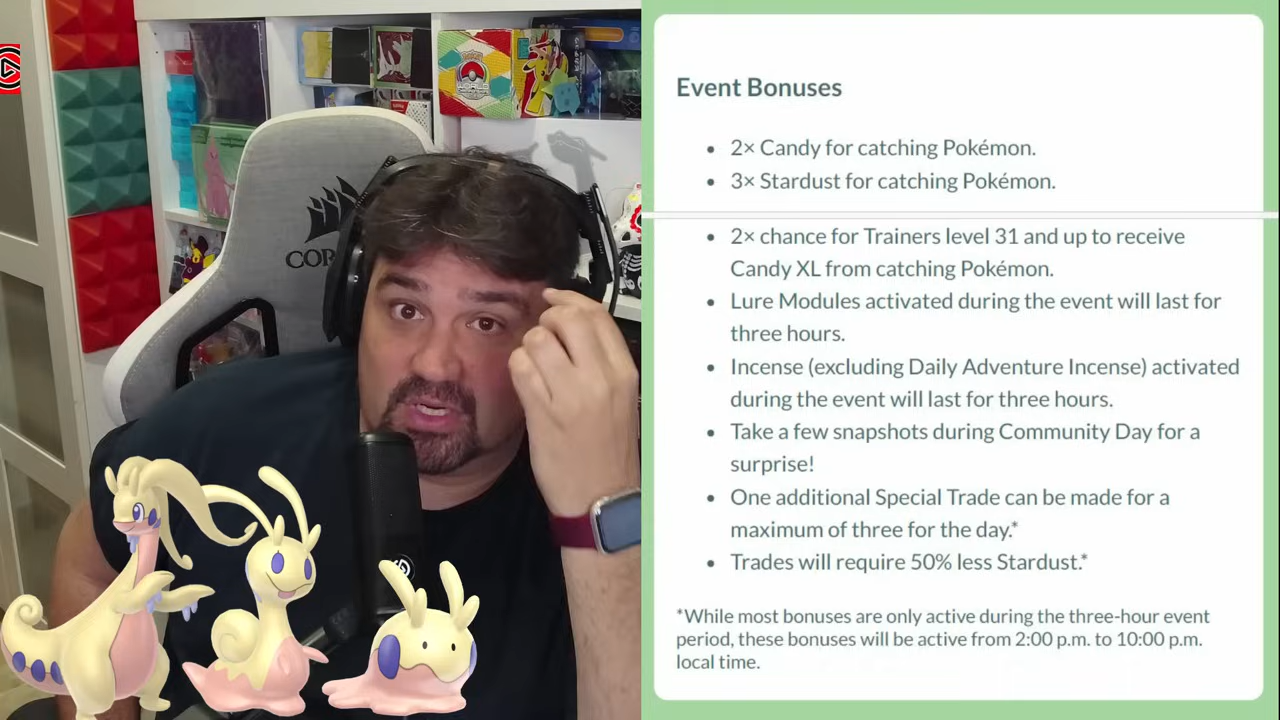 COR
Event Bonuses
• 2× Candy for catching Pokémon.
• 3× Stardust for catching Pokémon.
• 2× chance for Trainers level 31 and up to receive
Candy XL from catching Pokémon.
• Lure Modules activated during the event will last for
three hours.
• Incense (excluding Daily Adventure Incense) activated
during the event will last for three hours.
• Take a few snapshots during Community Day for a
surprise!
• One additional Special Trade can be made for a
maximum of three for the day.*
• Trades will require 50% less Stardust.*
*While most bonuses are only active during the three-hour event
period, these bonuses will be active from 2:00 p.m. to 10:00 p.m.
local time.